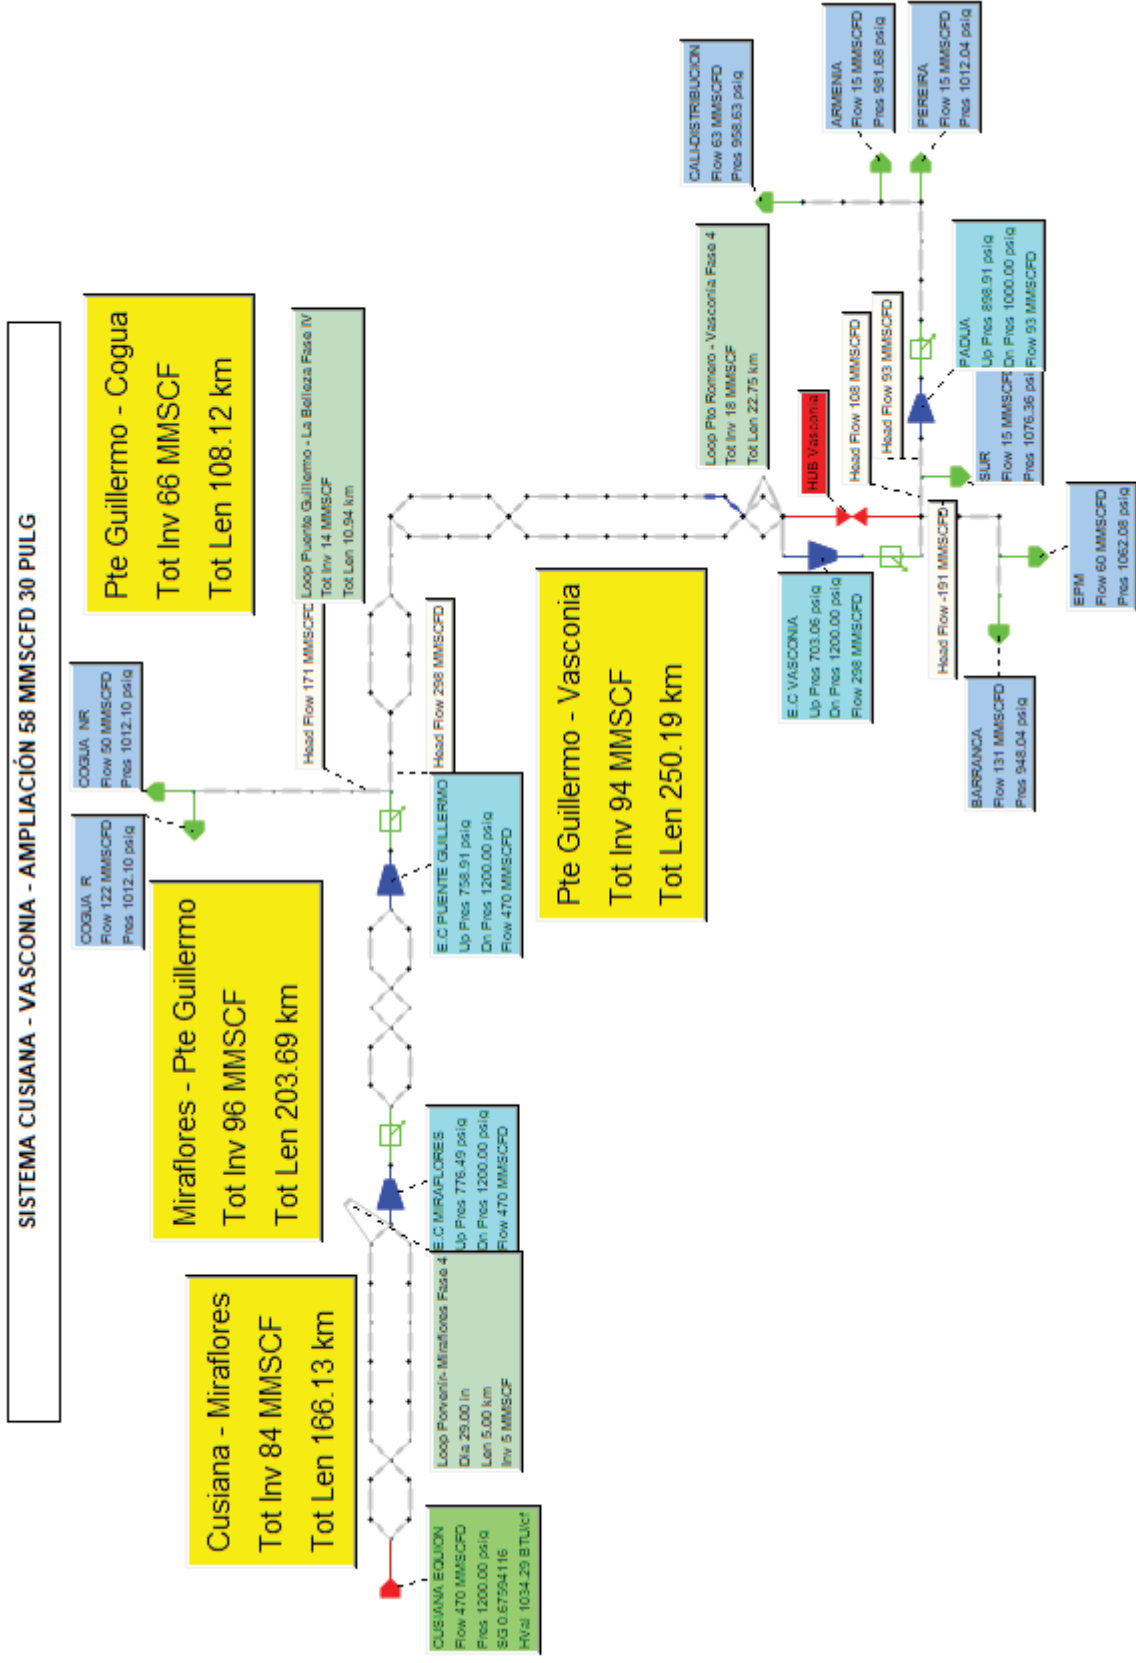 SISTEMA CUSIANA - VASCONIA - AMPLIACIÓN 58 MMSCFD 30 PULG
Cusiana - Miraflores
Tot Inv 84 MMSCF
Tot Len 166.13 km
Miraflores - Pte Guillermo
Tot Inv 96 MMSCF
Tot Len 203.69 km
Pte Guillermo - Cogua
Tot Inv 66 MMSCF
Tot Len 108.12 km
COGUA R
Flow 122 MMSCFD
Pres 1012.10 psig
COGUA NR
Flow 50 MMSCFD
Pres 1012.10 psig
CUSIANA EQUION
Flow 470 MMSCFD
Pres 1200.00 psig
SG 0.67594116
HVal 1034.29 BTU/cf
Loop Porvenir- Miraflores Fase 4
Dia 29.00 in
Len 5.00 km
Inv 5 MMSCF
E.C MIRAFLORES
Up Pres 776.49 psig
Dn Pres 1200.00 psig
Flow 470 MMSCFD
E.C PUENTE GUILLERMO
Up Pres 758.91 psig
Dn Pres 1200.00 psig
Flow 470 MMSCFD
Head Flow 171 MMSCFD
Head Flow 298 MMSCFD
Loop Puente Guillermo - La Belleza Fase IV
Tot Inv 14 MMSCF
Tot Len 10.94 km
Pte Guillermo - Vasconia
Tot Inv 94 MMSCF
Tot Len 250.19 km
Loop Pto Romero - Vasconia Fase 4
Tot Inv 18 MMSCF
Tot Len 22.75 km
CALI-DISTRIBUCION
Flow 63 MMSCFD
Pres 958.63 psig
E.C VASCONIA
Up Pres 703.06 psig
Dn Pres 1200.00 psig
Flow 298 MMSCFD
HUB Vasconia
Head Flow 108 MMSCFD
Head Flow 93 MMSCFD
ARMENIA
Flow 15 MMSCFD
Pres 981.68 psig
PEREIRA
Flow 15 MMSCFD
Pres 1012.04 psig
Head Flow -191 MMSCFD
SUR
Flow 15 MMSCFD
Pres 1076.36 psi
PADUA
Up Pres 898.91 psig
Dn Pres 1000.00 psig
Flow 93 MMSCFD
BARRANCA
Flow 131 MMSCFD
Pres 948.04 psig
EPM
Flow 60 MMSCFD
Pres 1062.08 psig